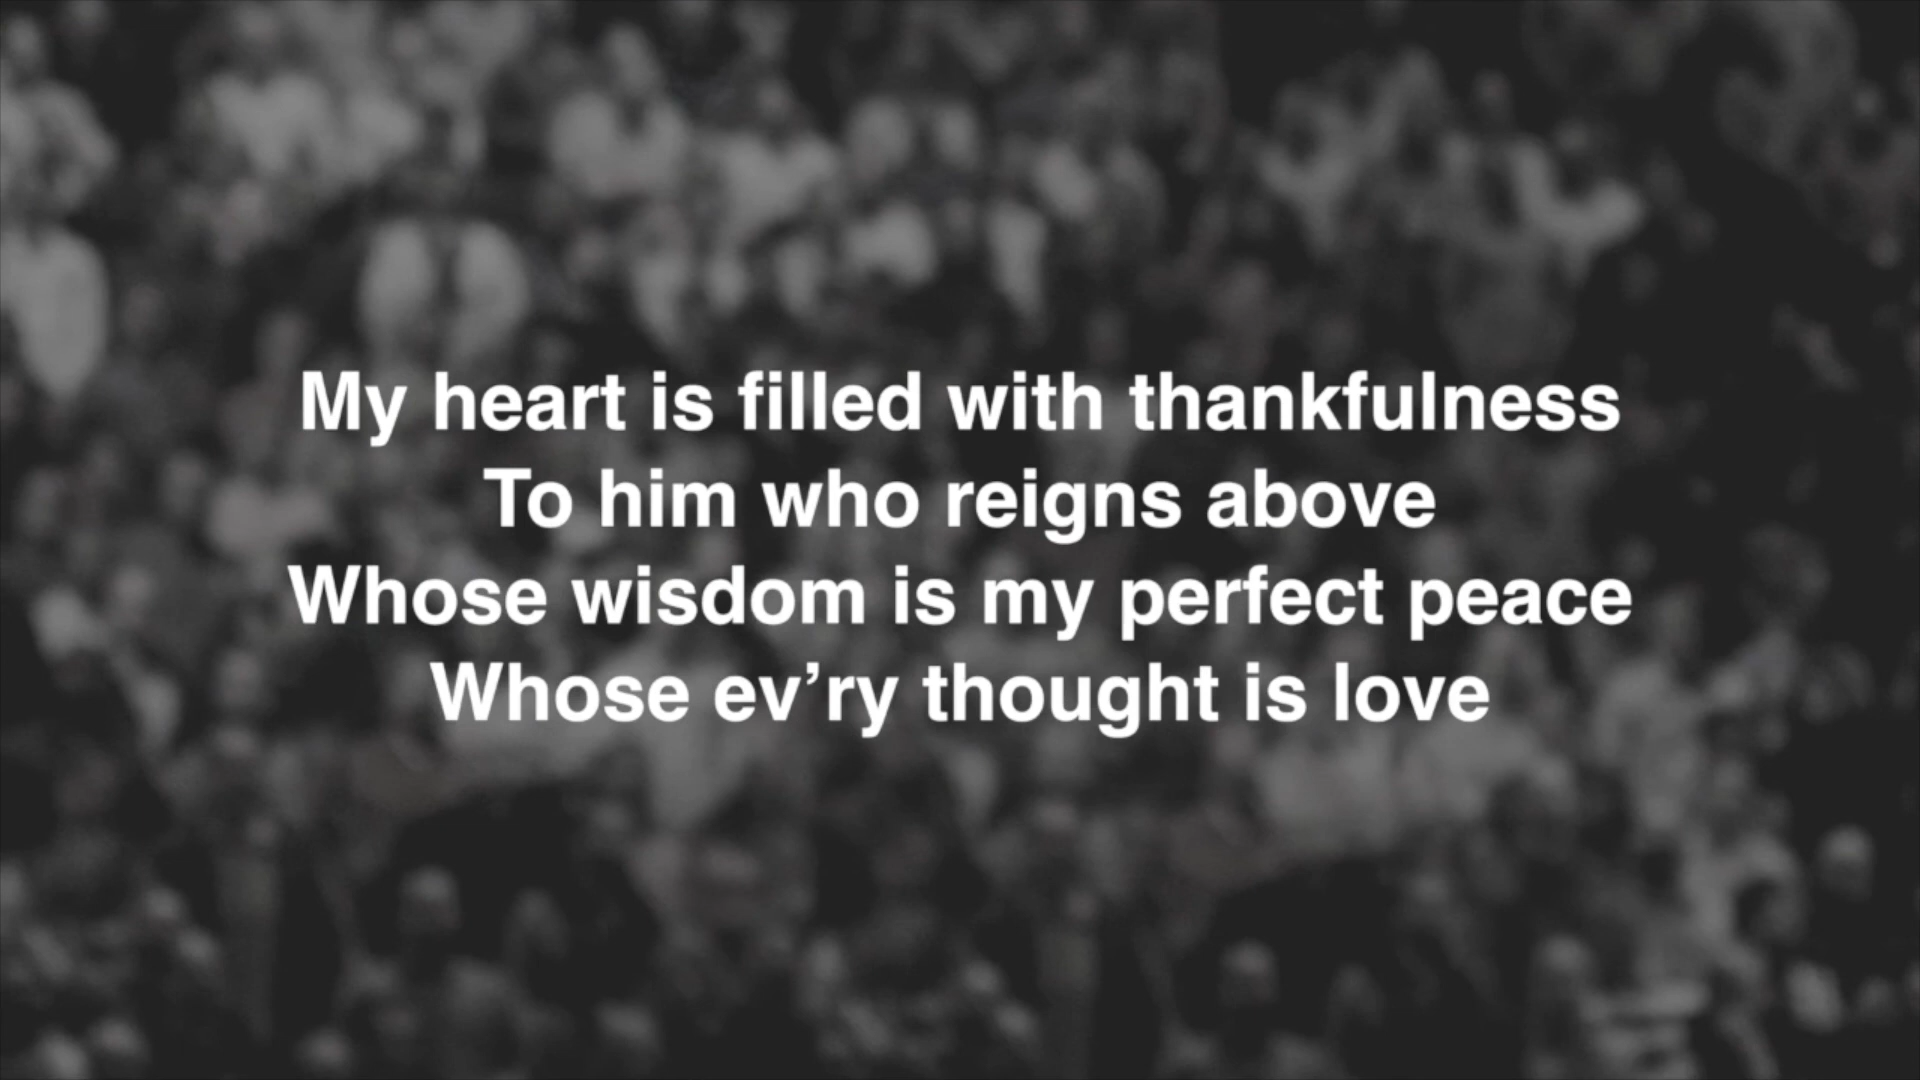 My heart is filled with thankfulness
To him who reigns above
Whose wisdom is my perfect peace
Whose ev’ry thought is love